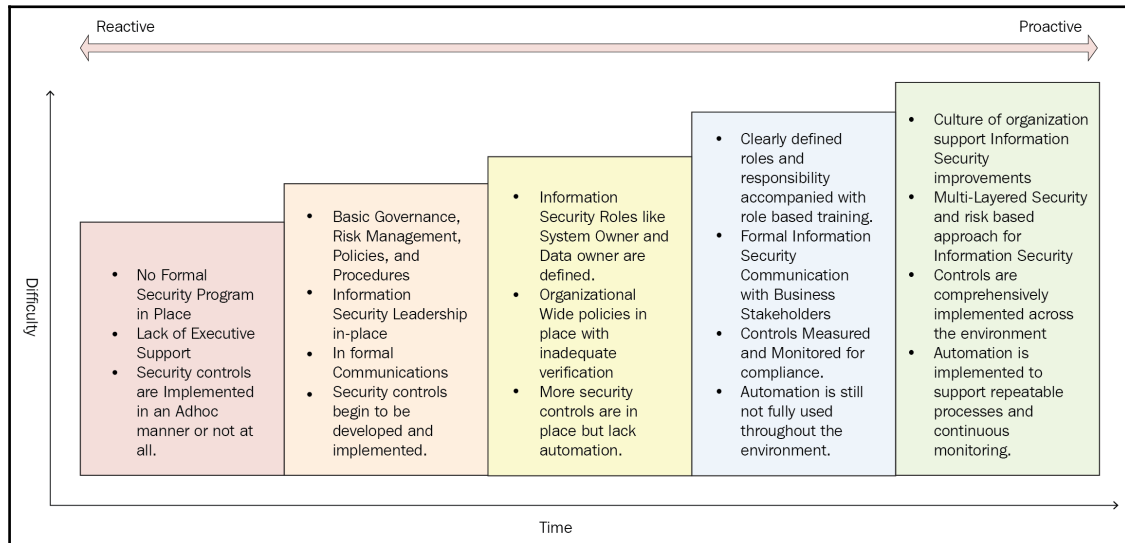 Reactive
Proactive
Difficulty
• No Formal
Security Program
in Place
• Lack of Executive
Support
• Security controls
are Implemented
in an Adhoc
manner or not at
all.
• Basic Governance,
Risk Management,
Policies, and
Procedures
• Information
Security Leadership
in-place
• In formal
Communications
• Security controls
begin to be
developed and
implemented.
• Information
Security Roles like
System Owner and
Data owner are
defined.
• Organizational
Wide policies in
place with
inadequate
verification
• More security
controls are in
place but lack
automation.
• Clearly defined
roles and
responsibility
accompanied with
role based training.
• Formal Information
Security
Communication
with Business
Stakeholders
• Controls Measured
and Monitored for
compliance.
• Automation is still
not fully used
throughout the
environment.
• Culture of organization
support Information
Security
improvements
• Multi-Layered Security
and risk based
approach for
Information Security
• Controls are
comprehensively
implemented across
the environment
• Automation is
implemented to
support repeatable
processes and
continuous
monitoring.
Time